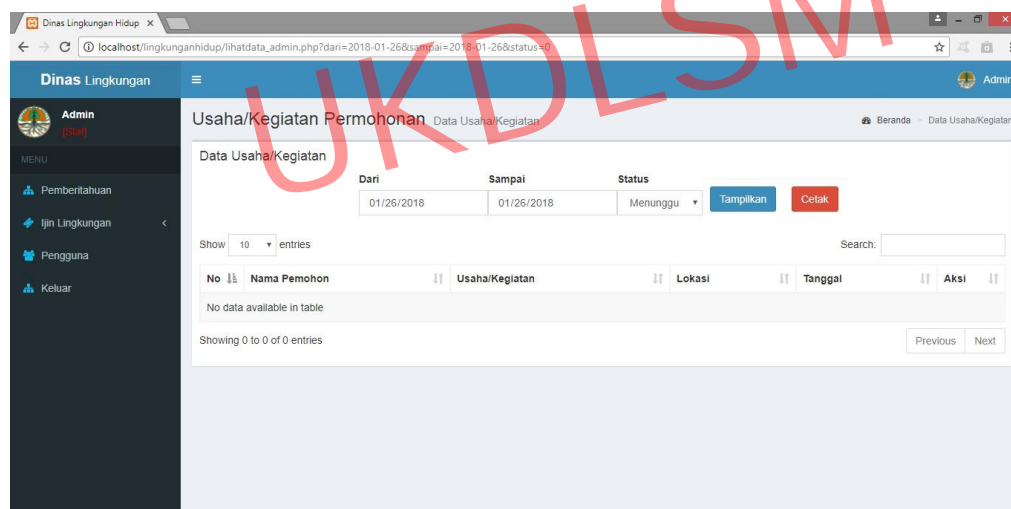 Dinas Lingkungan Hidup
localhost/lingkunganhidup/lihatdata_admin.php?dari=2018-01-26&sampai=2018-01-26&status=0
Dinas Lingkungan
Admin
Admin
[Staf]
Usaha/Kegiatan Permohonan Data Usaha/Kegiatan
Beranda > Data Usaha/Kegiatan
MENU
Pemberitahuan
Ijin Lingkungan
Pengguna
Keluar
Data Usaha/Kegiatan
Dari Sampai Status
01/26/2018 01/26/2018 Menunggu Tampilkan Cetak
Show 10 entries Search:
No Nama Pemohon Usaha/Kegiatan Lokasi Tanggal Aksi
No data available in table
Showing 0 to 0 of 0 entries Previous Next
UKDLSM